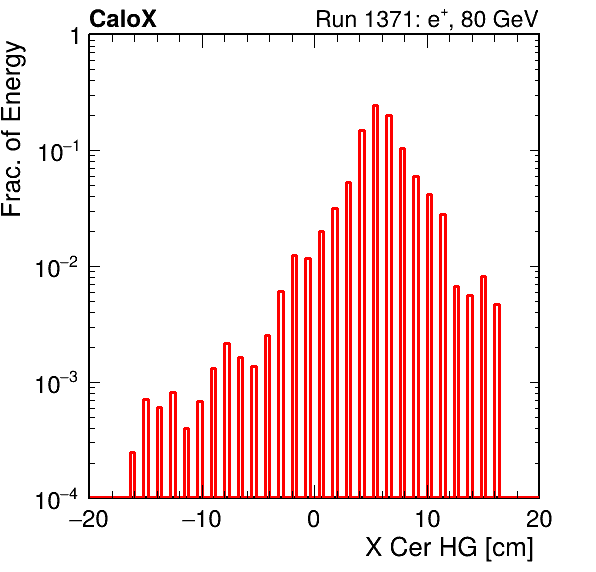 CaloX Run 1371: e⁺, 80 GeV
Frac. of Energy
1
10⁻¹
10⁻²
10⁻³
10⁻⁴
−20 −10 0 10 20
X Cer HG [cm]